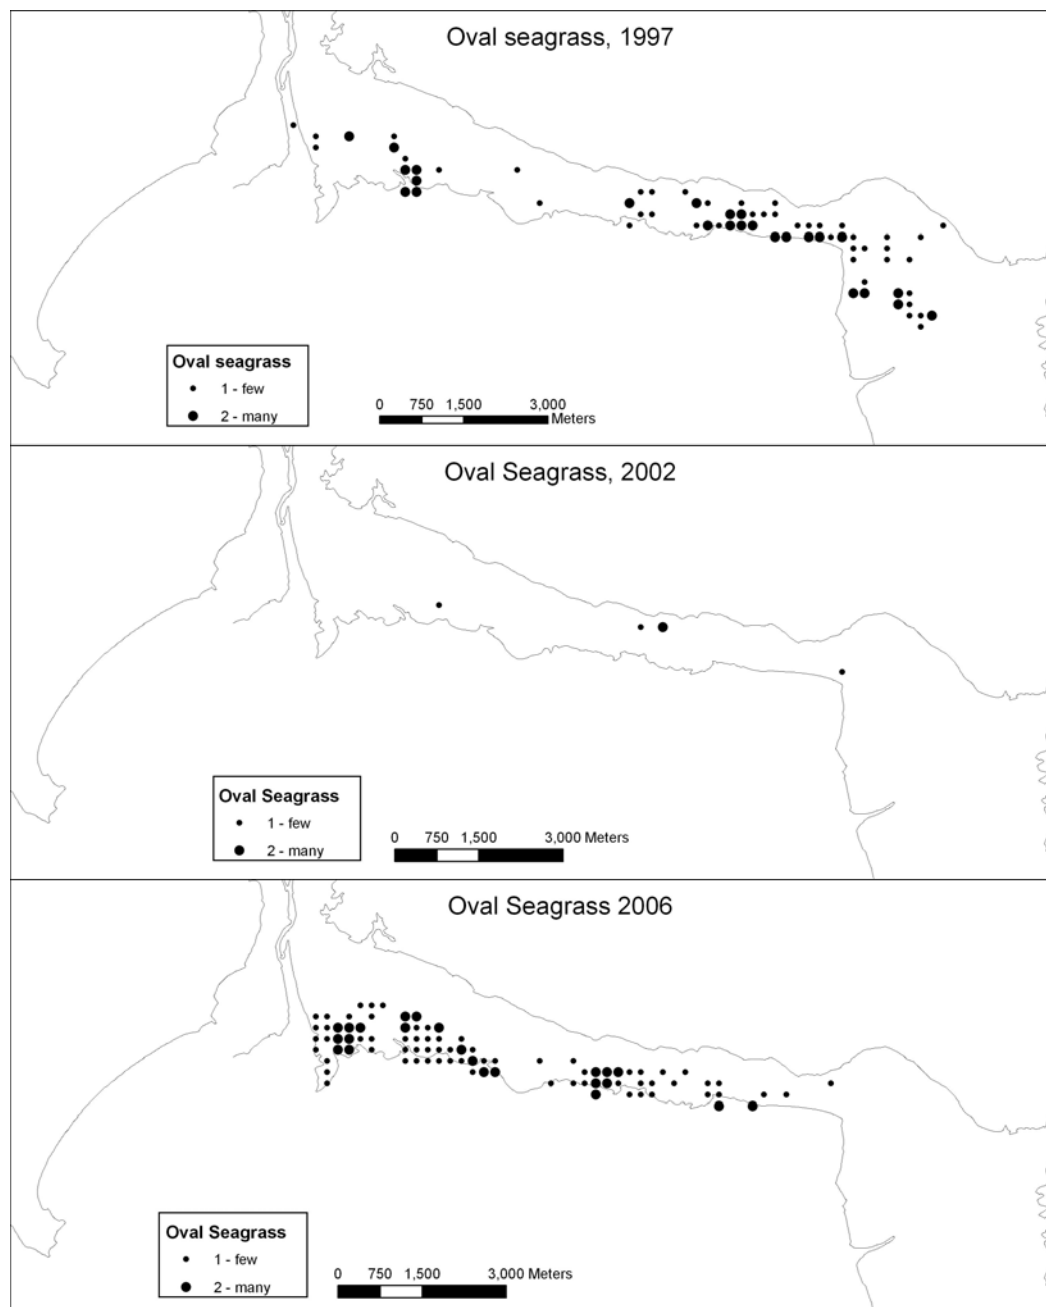 Oval seagrass, 1997
Oval seagrass
1 - few
2 - many
0 750 1,500 3,000
Meters
Oval Seagrass, 2002
Oval Seagrass
1 - few
2 - many
0 750 1,500 3,000 Meters
Oval Seagrass 2006
Oval Seagrass
1 - few
2 - many
0 750 1,500 3,000 Meters